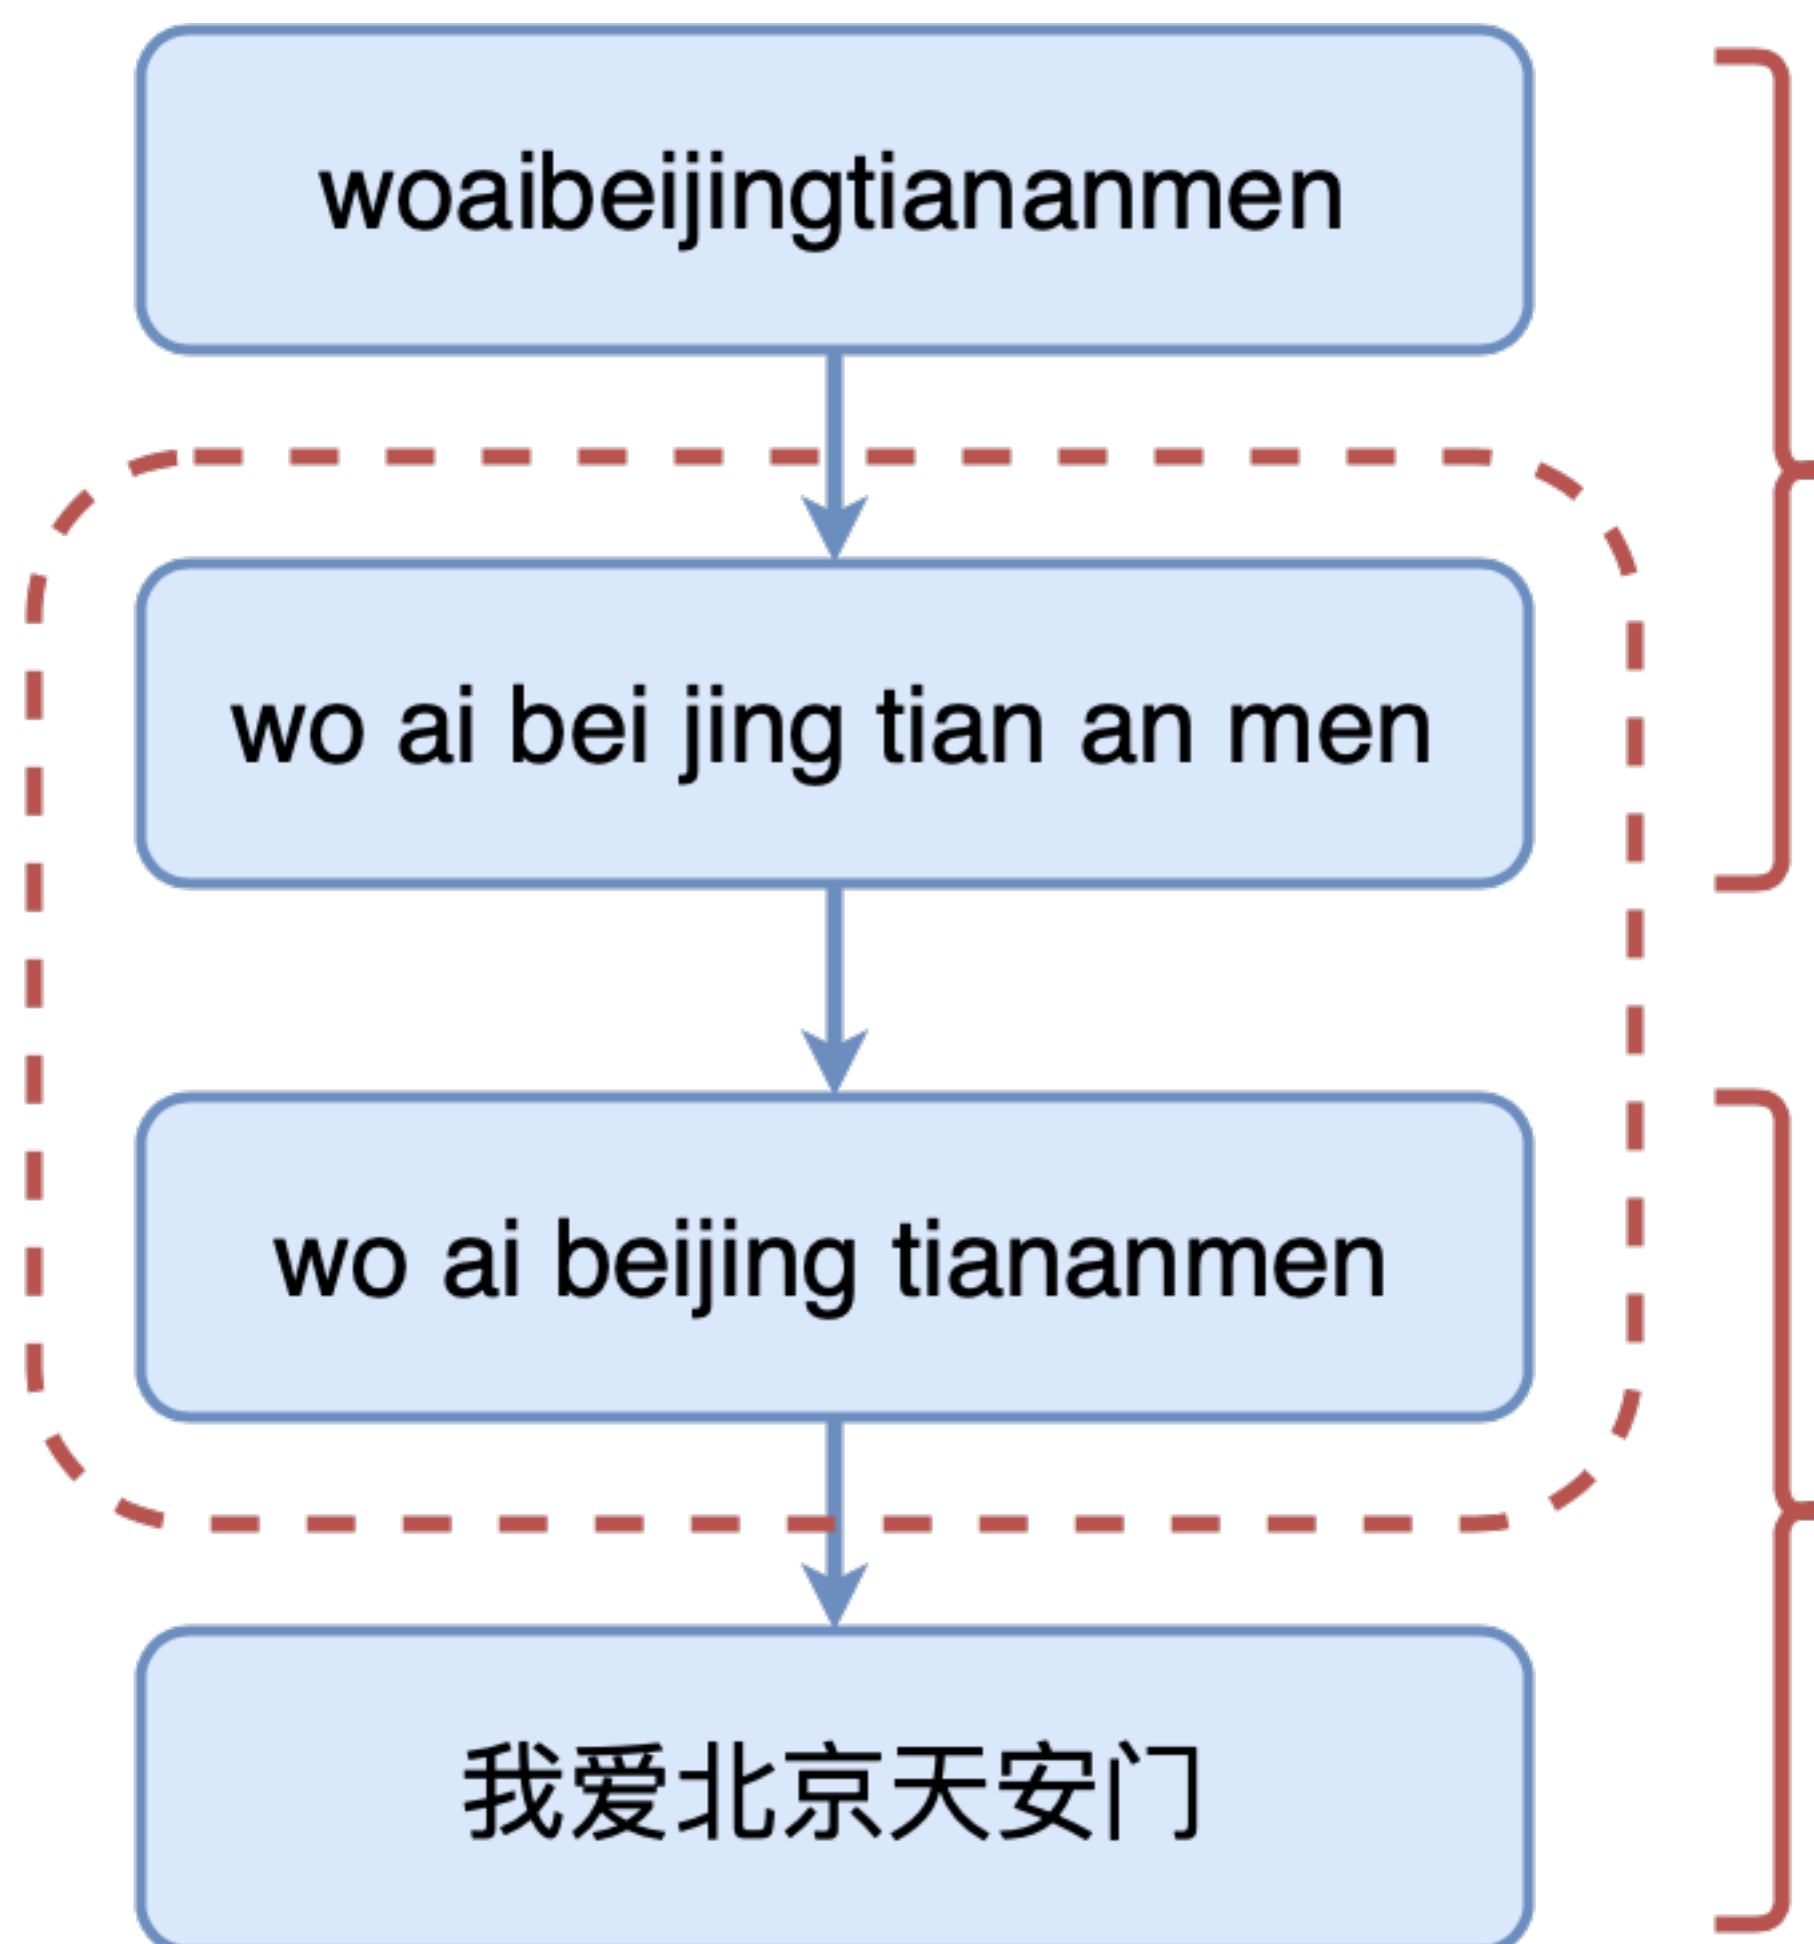 woaibeijingtiananmen
wo ai bei jing tian an men
wo ai beijing tiananmen
我爱北京天安门